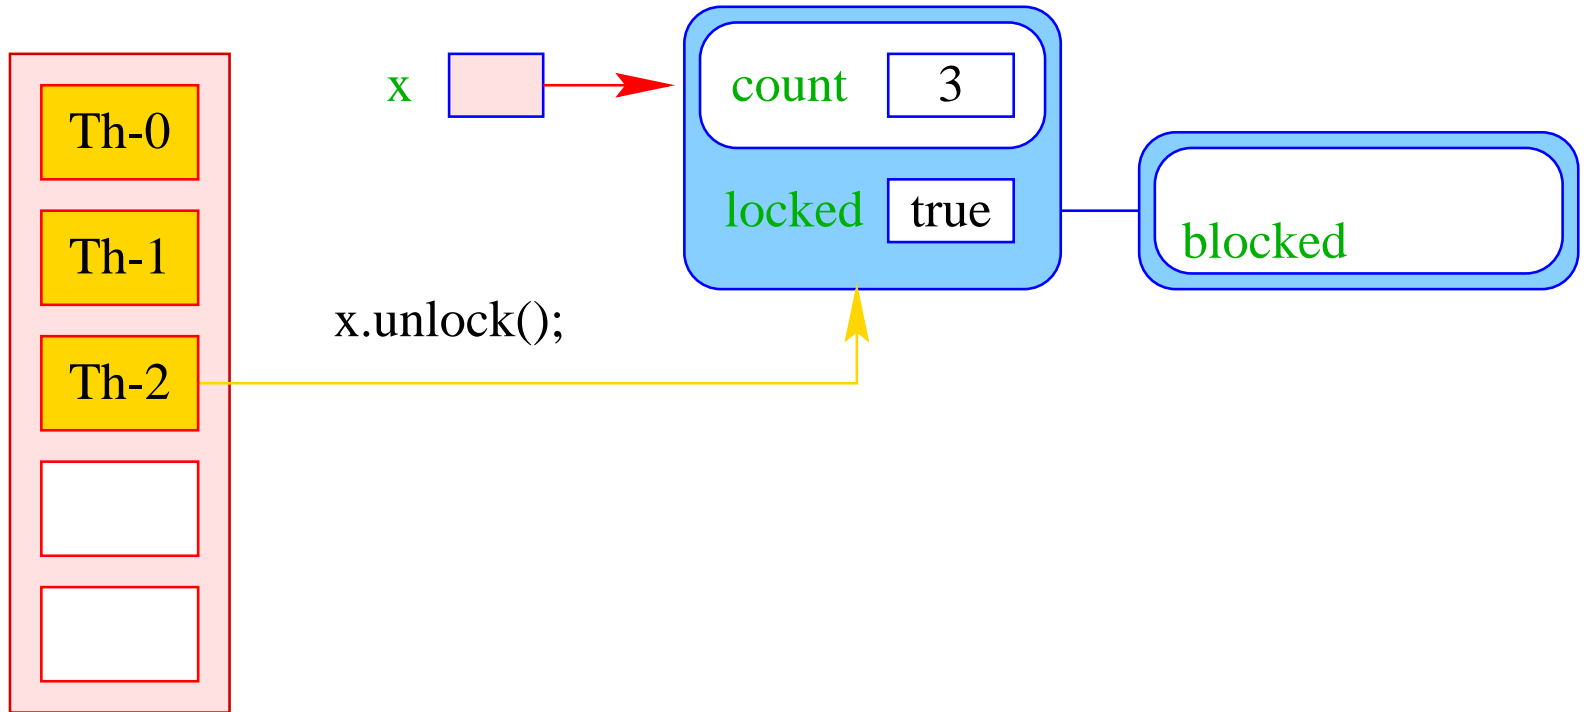 Th-0
Th-1
Th-2
x
x.unlock();
count 3
locked true
blocked